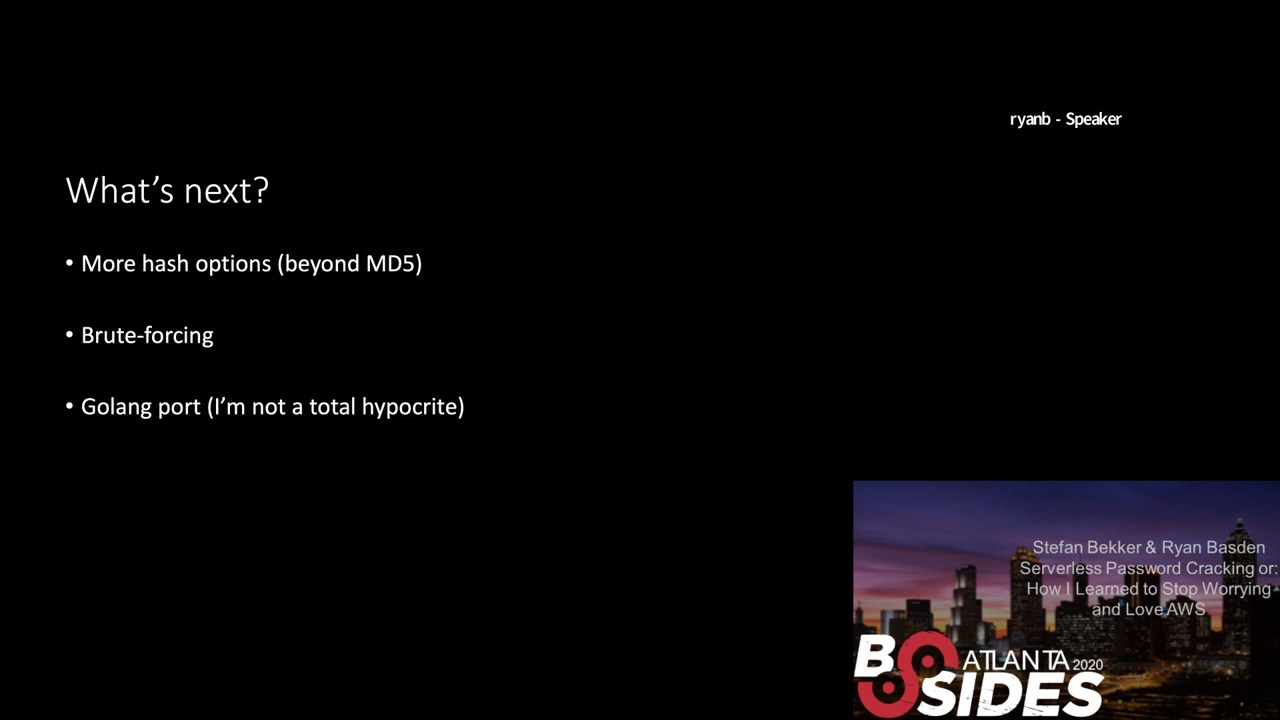 ryanb - Speaker
What's next?
• More hash options (beyond MD5)
• Brute-forcing
• Golang port (I'm not a total hypocrite)
Stefan Bekker & Ryan Basden
Serverless Password Cracking or:
How I Learned to Stop Worrying
and Love AWS
BSIDES
ATLANTA 2020